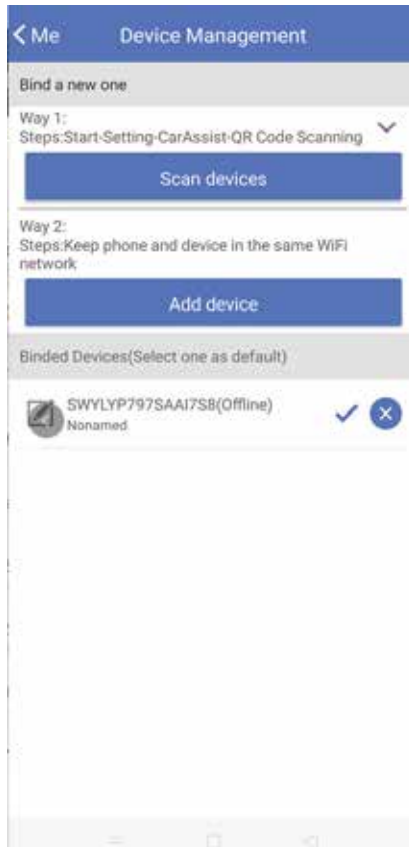 Me
Device Management
Bind a new one
Way 1:
Steps:Start-Setting-CarAssist-QR Code Scanning
Scan devices
Way 2:
Steps:Keep phone and device in the same WiFi
network
Add device
Binded Devices(Select one as default)
SWYLYP797SAAI7S8(Offline)
Nonamed